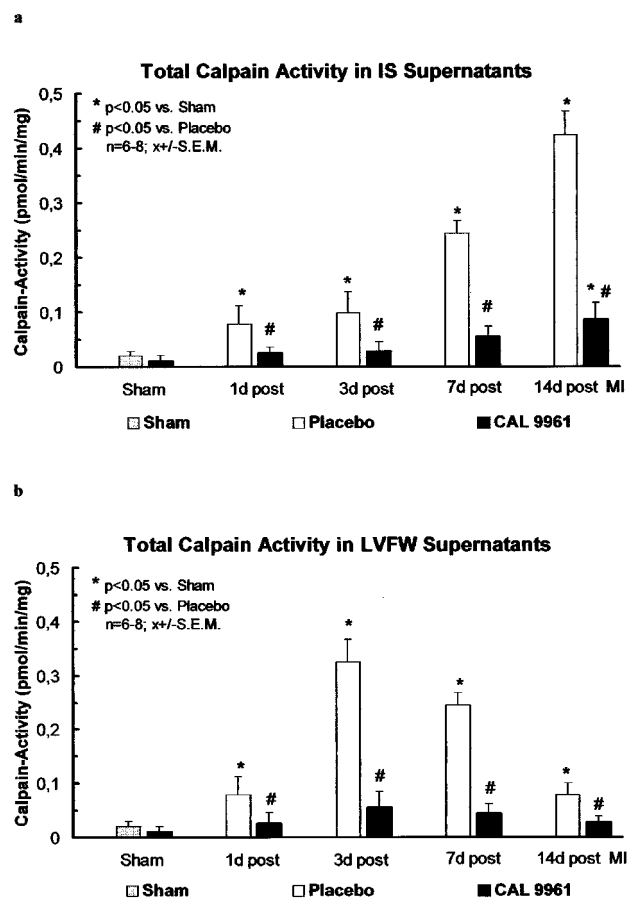 a
Total Calpain Activity in IS Supernatants
Calpain-Activity (pmol/min/mg)
0,5
0,4
0,3
0,2
0,1
0
* p<0.05 vs. Sham
# p<0.05 vs. Placebo
n=6-8; x+/-S.E.M.
*
#
*
#
*
#
*
* #
Sham 1d post 3d post 7d post 14d post MI
Sham Placebo CAL 9961
b
Total Calpain Activity in LVFW Supernatants
Calpain-Activity (pmol/min/mg)
0,5
0,4
0,3
0,2
0,1
0
* p<0.05 vs. Sham
# p<0.05 vs. Placebo
n=6-8; x+/-S.E.M.
*
#
*
#
*
#
*
#
Sham 1d post 3d post 7d post 14d post MI
Sham Placebo CAL 9961